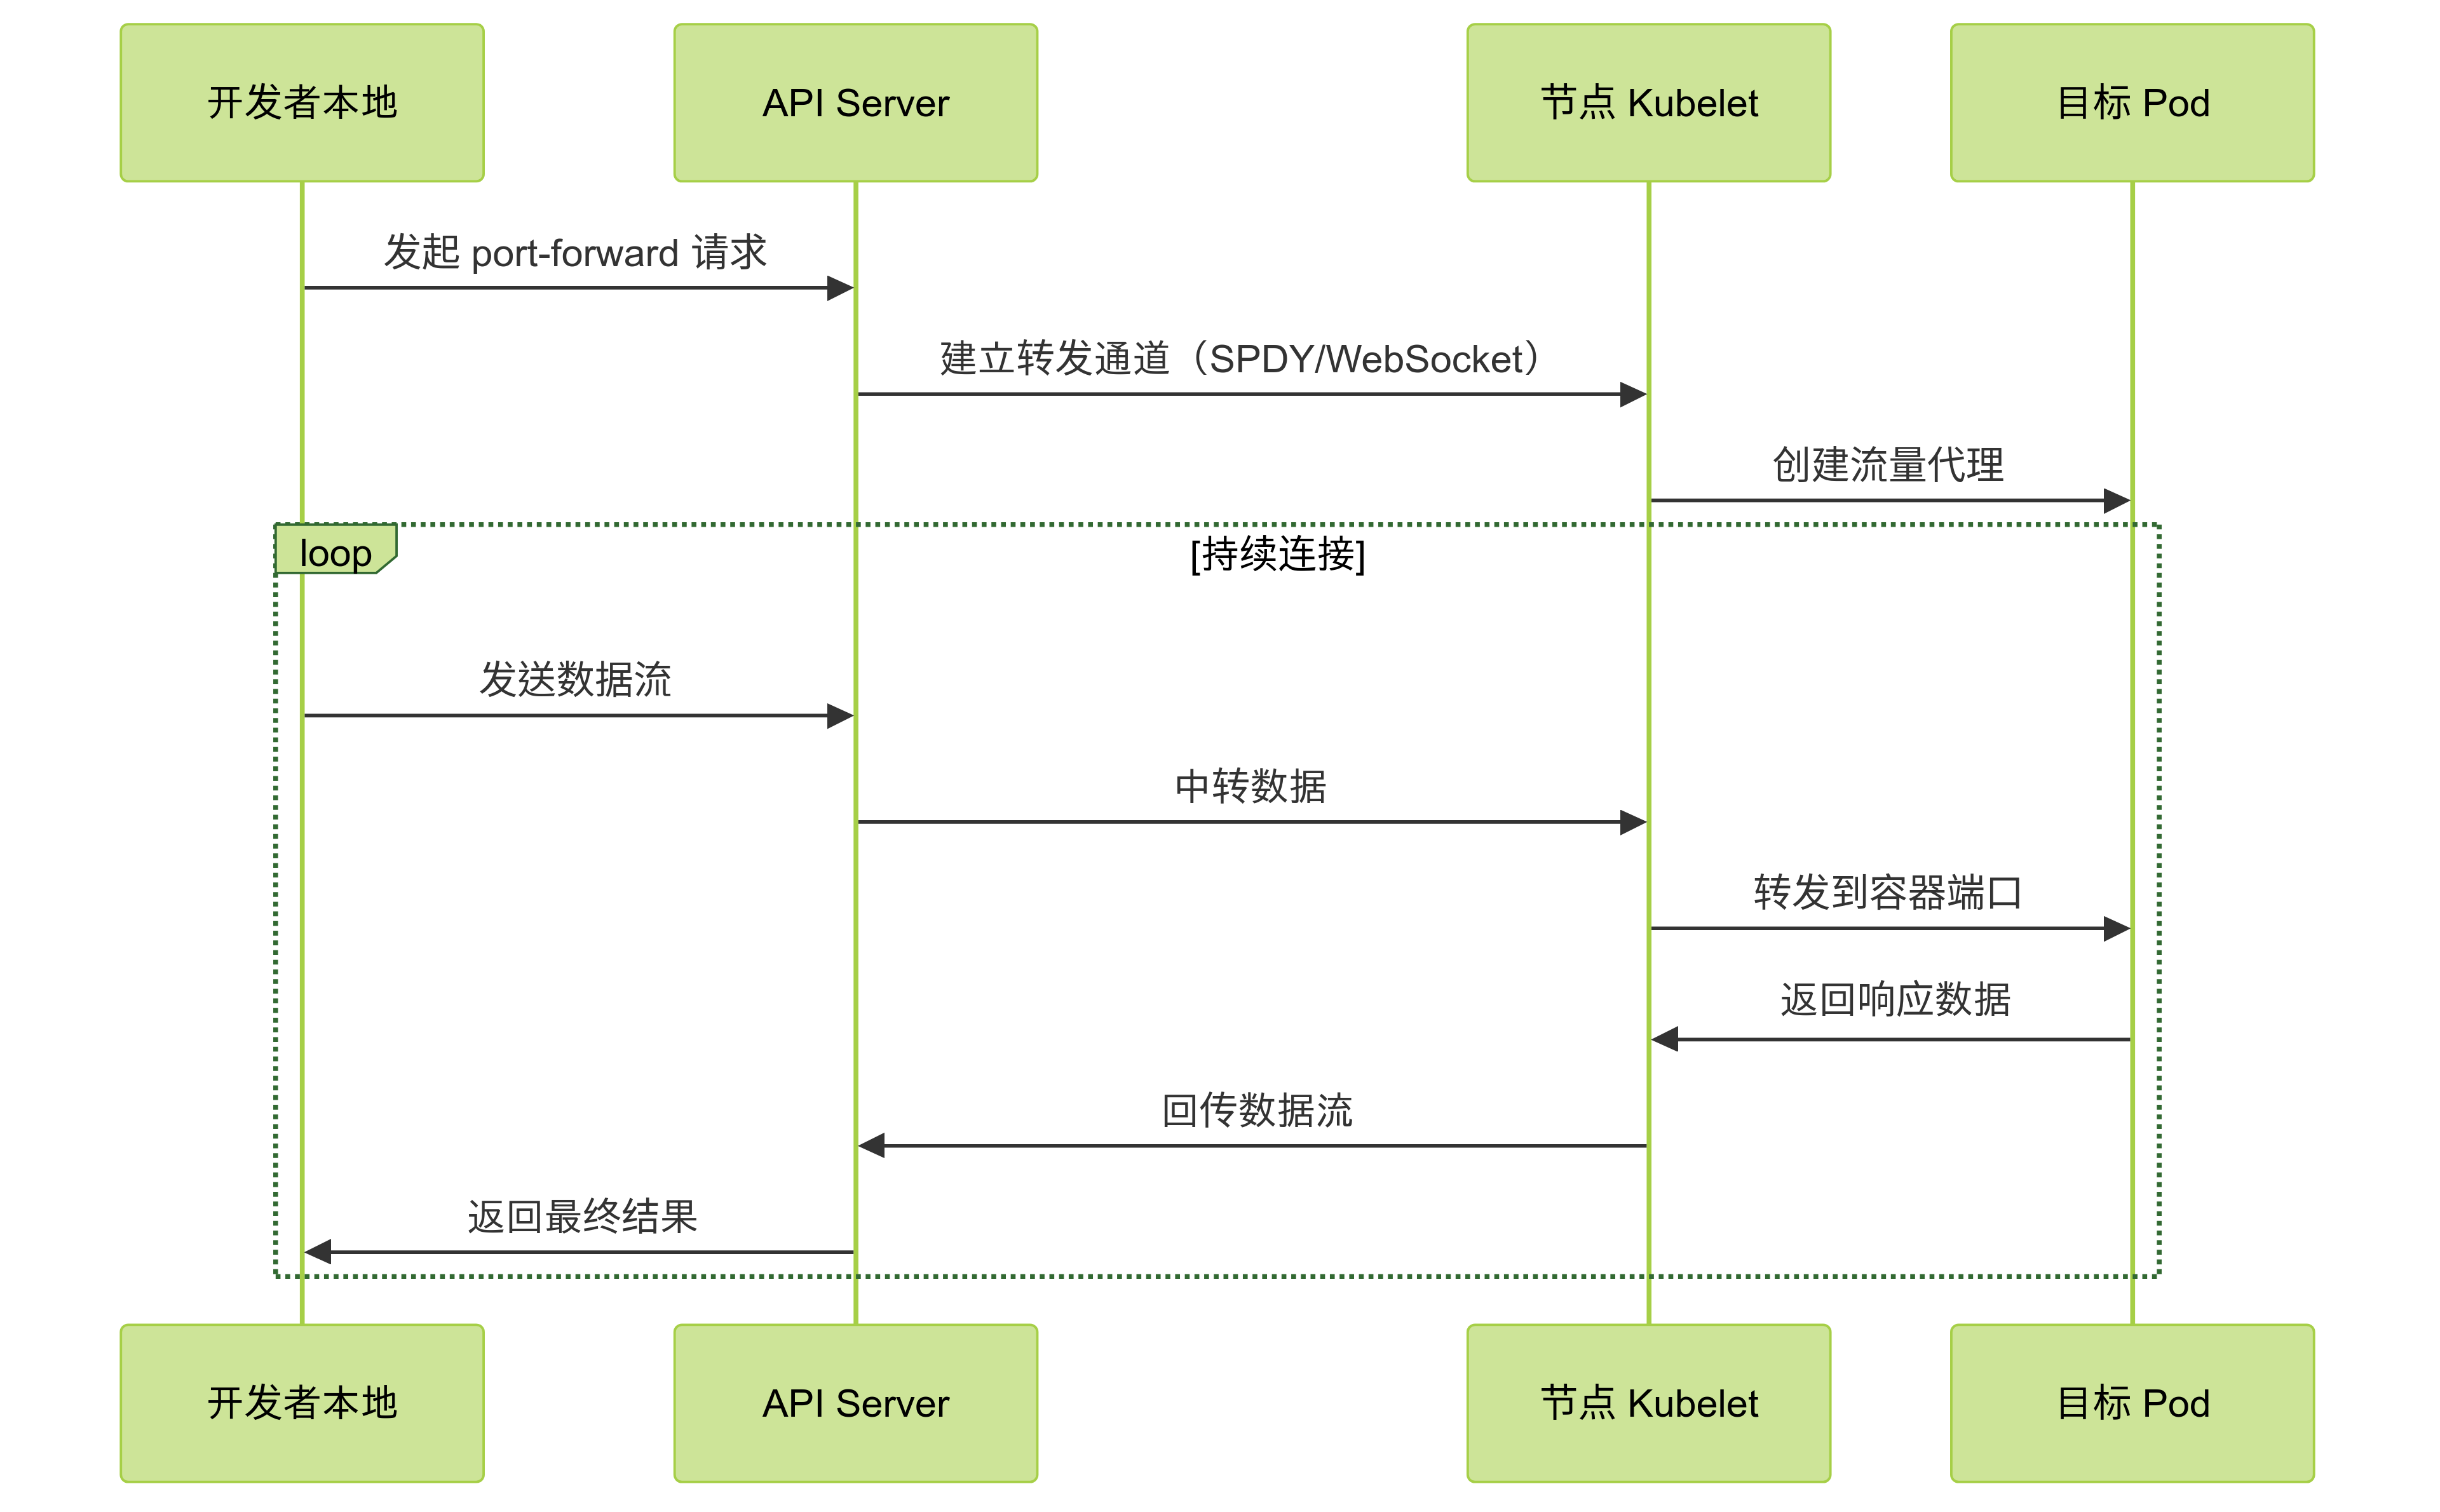 开发者本地
API Server
节点 Kubelet
目标 Pod
发起 port-forward 请求
建立转发通道（SPDY/WebSocket）
创建流量代理
loop
[持续连接]
发送数据流
中转数据
转发到容器端口
返回响应数据
回传数据流
返回最终结果
开发者本地
API Server
节点 Kubelet
目标 Pod